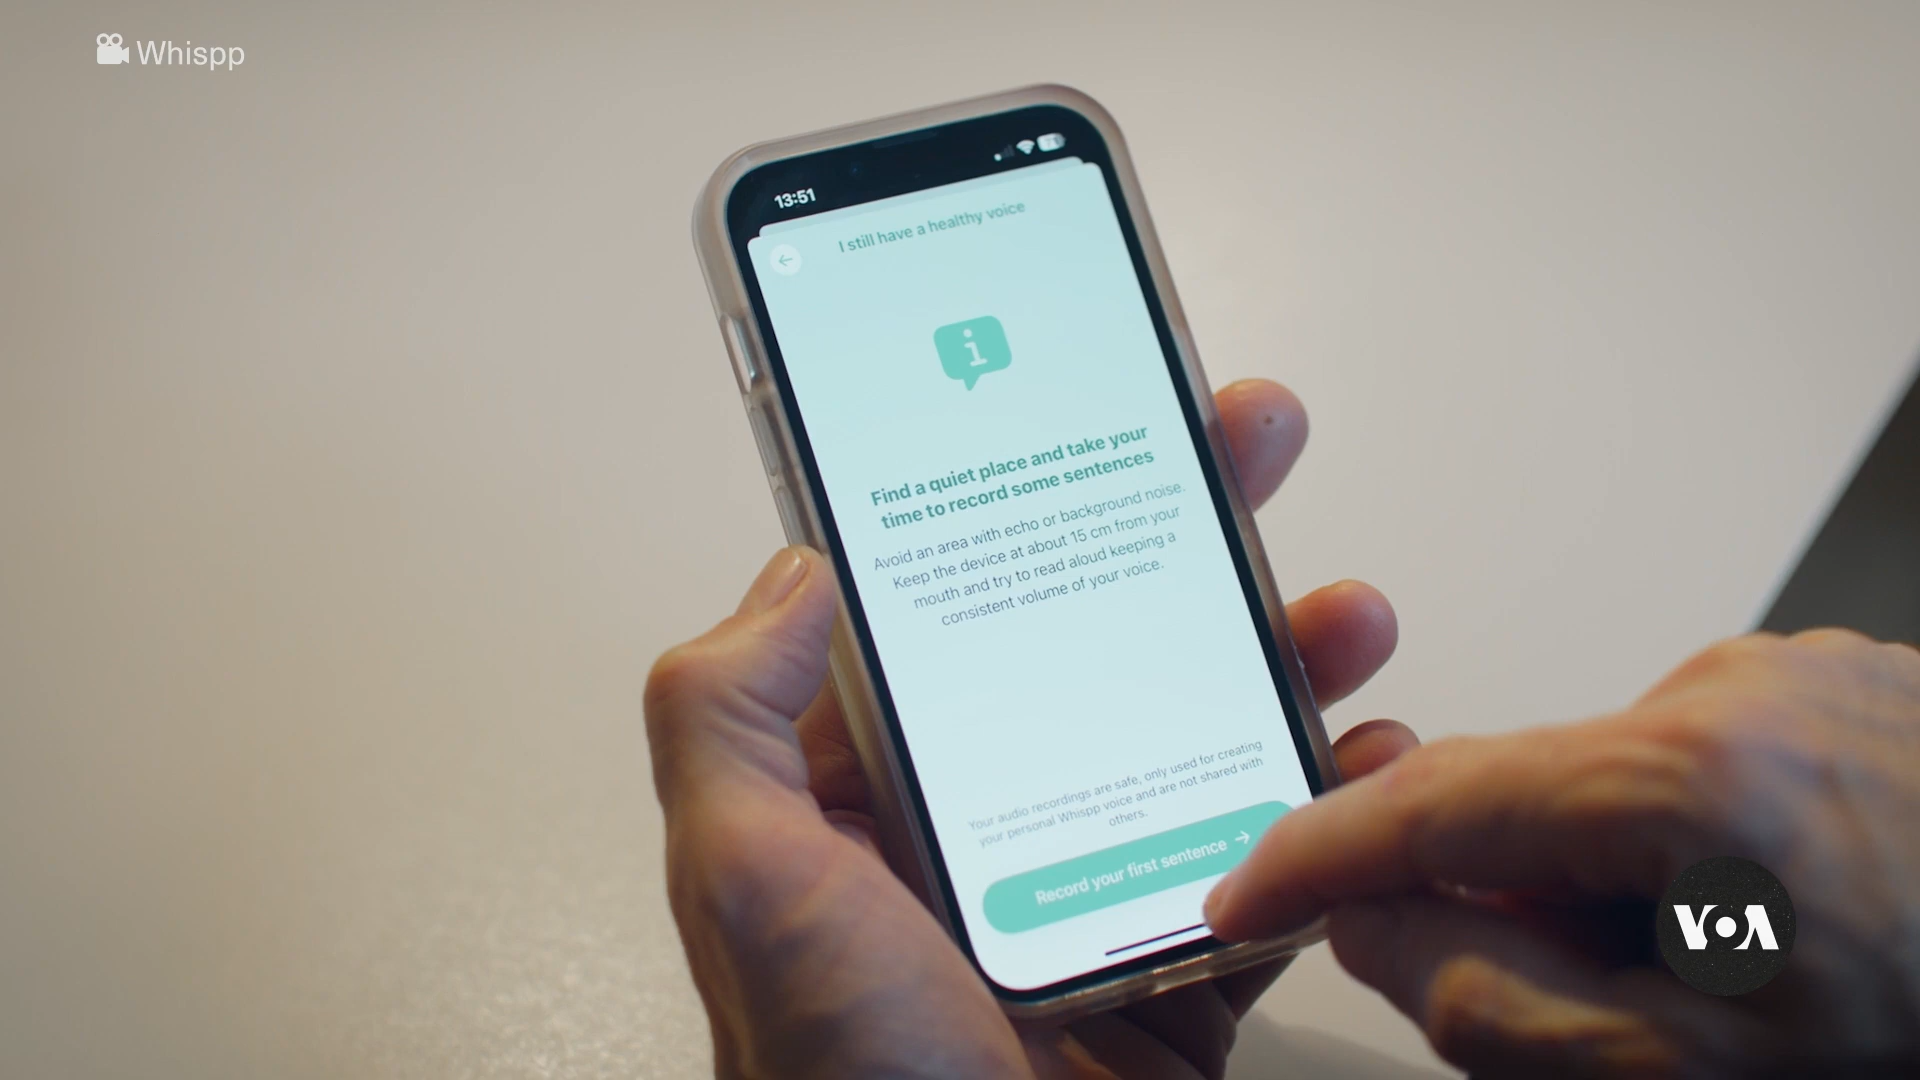 Whispp
13:51
I still have a healthy voice
i
Find a quiet place and take your
time to record some sentences
Avoid an area with echo or background noise.
Keep the device at about 15 cm from your
mouth and try to read aloud keeping a
consistent volume of your voice.
Your audio recordings are safe, only used for creating
your personal Whispp voice and are not shared with
others.
Record your first sentence →
VOA